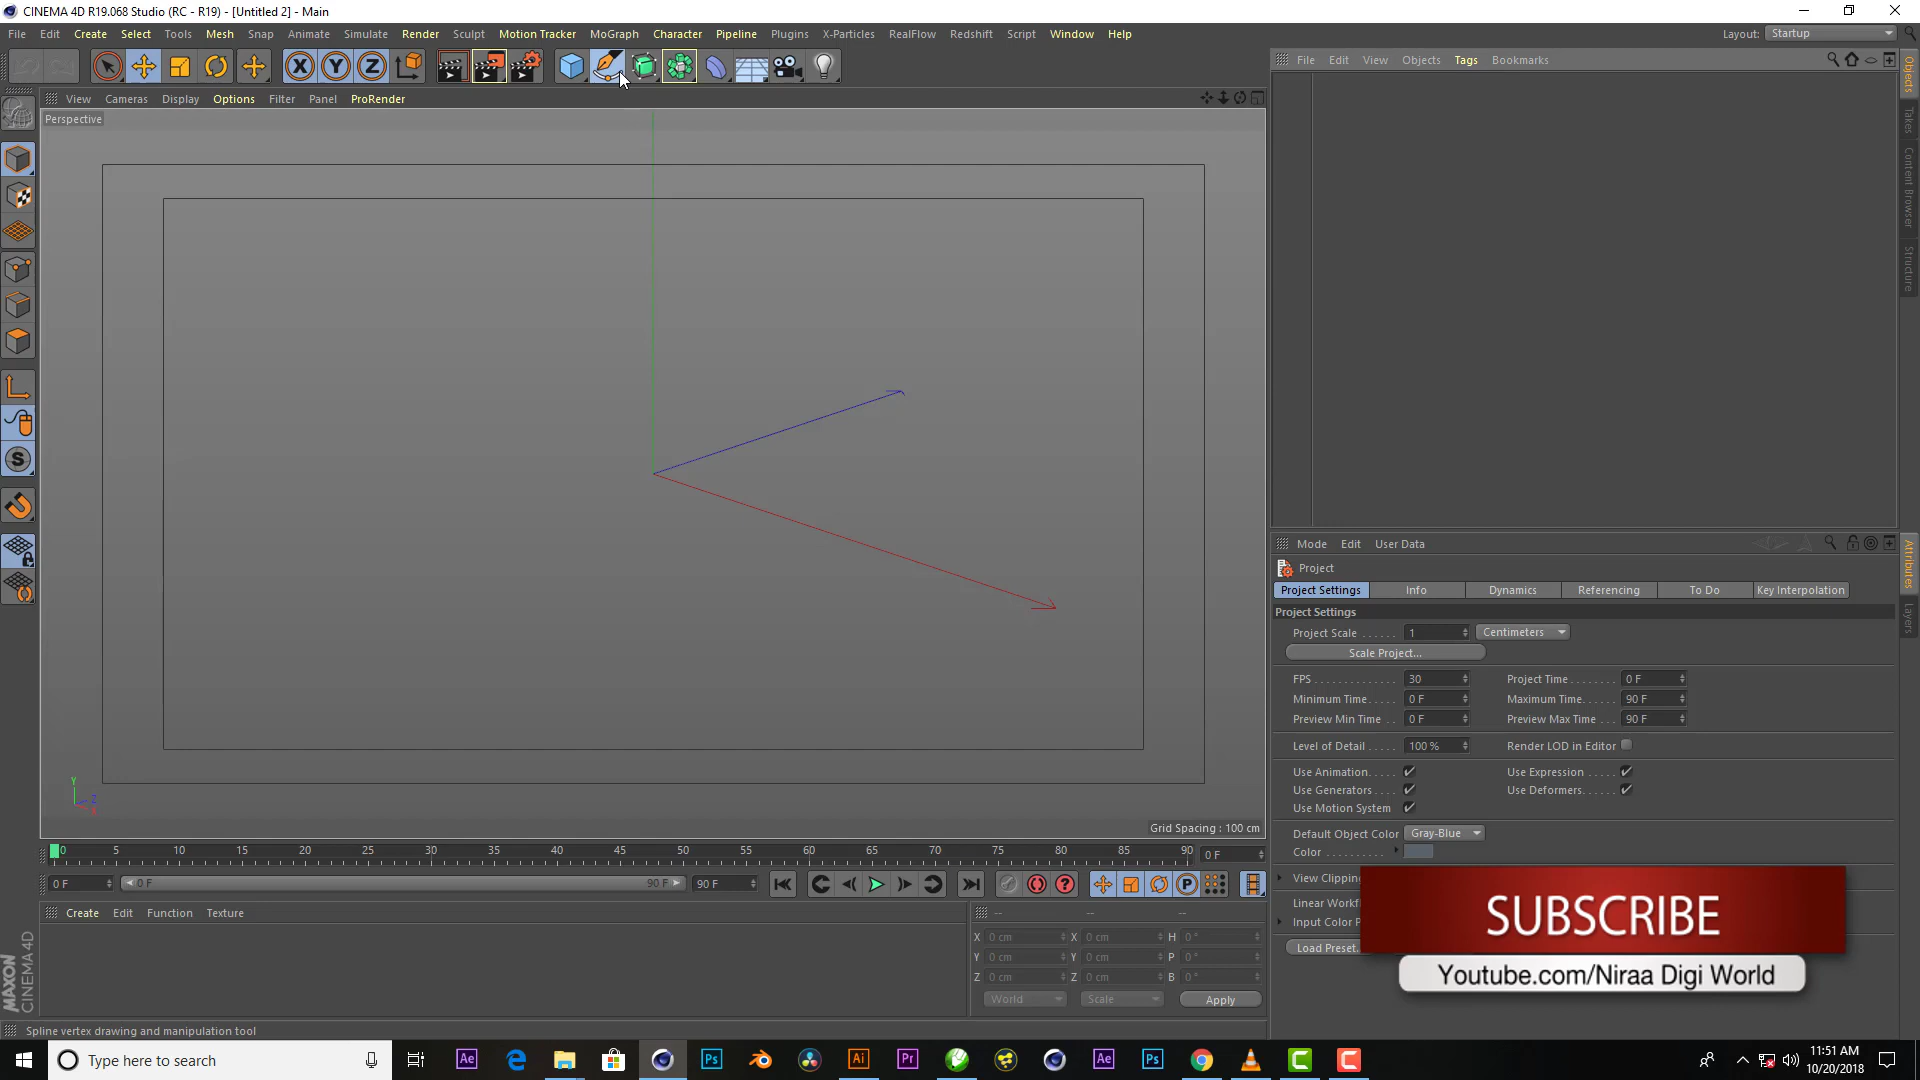 CINEMA 4D R19.068 Studio (RC - R19) - [Untitled 2] - Main
File Edit Create Select Tools Mesh Snap Animate Simulate Render Sculpt Motion Tracker MoGraph Character Pipeline Plugins X-Particles RealFlow Redshift Script Window Help
Layout: Startup
View Cameras Display Options Filter Panel ProRender
Perspective
Grid Spacing : 100 cm
File Edit View Objects Tags Bookmarks
Objects
Takes
Content Browser
Structure
Mode Edit User Data
Project
Project Settings Info Dynamics Referencing To Do Key Interpolation
Project Settings
Project Scale 1 Centimeters
Scale Project...
FPS 30 Project Time 0 F
Minimum Time 0 F Maximum Time 90 F
Preview Min Time 0 F Preview Max Time 90 F
Level of Detail 100 % Render LOD in Editor
Use Animation Use Expression
Use Generators Use Deformers
Use Motion System
Default Object Color Gray-Blue
Color
View Clippin
Linear Workf
Input Color P
Load Preset.
Attributes
Layers
SUBSCRIBE
Youtube.com/Niraa Digi World
0 5 10 15 20 25 30 35 40 45 50 55 60 65 70 75 80 85 90 0 F
0 F 0 F 90 F 90 F
Create Edit Function Texture
-- -- --
X 0 cm X 0 cm H 0 °
Y 0 cm Y 0 cm P 0 °
Z 0 cm Z 0 cm B 0 °
World Scale Apply
MAXON CINEMA 4D
Spline vertex drawing and manipulation tool
Type here to search
11:51 AM
10/20/2018